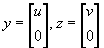 y = [u 0], z = [v 0]